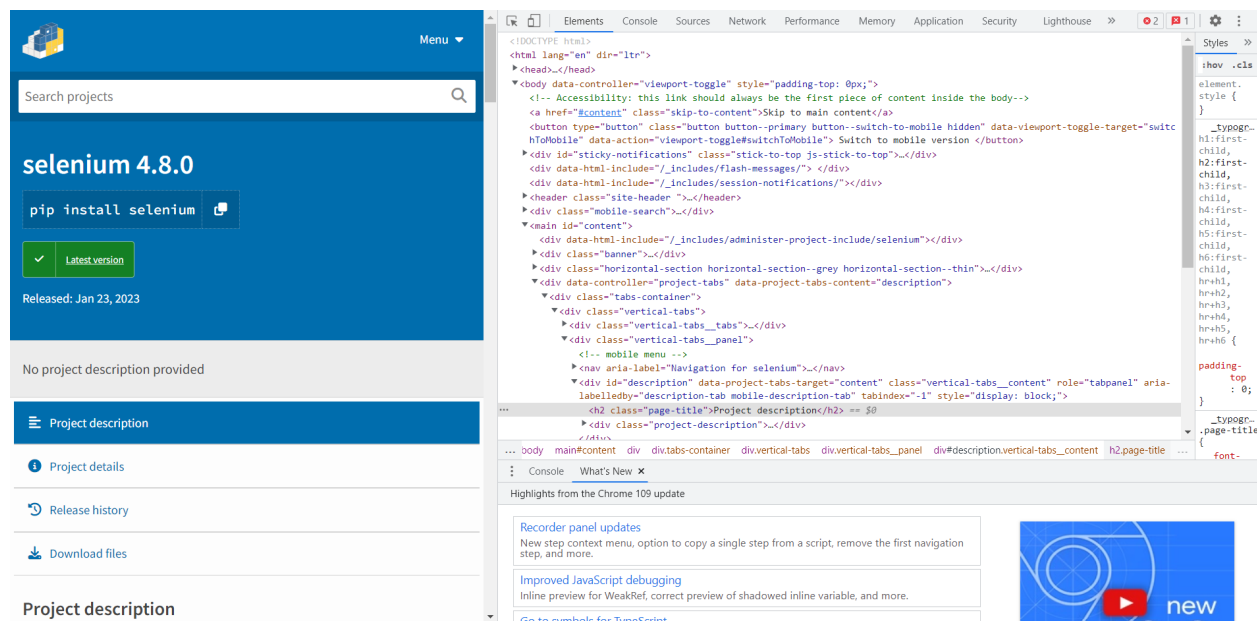 Menu
Search projects
selenium 4.8.0
pip install selenium
Latest version
Released: Jan 23, 2023
No project description provided
Project description
Project details
Release history
Download files
Project description
Elements Console Sources Network Performance Memory Application Security Lighthouse » 2 1
<!DOCTYPE html>
<html lang="en" dir="ltr">
<head>…</head>
<body data-controller="viewport-toggle" style="padding-top: 0px;">
<!-- Accessibility: this link should always be the first piece of content inside the body-->
<a href="#content" class="skip-to-content">Skip to main content</a>
<button type="button" class="button button--primary button--switch-to-mobile hidden" data-viewport-toggle-target="switc
hToMobile" data-action="viewport-toggle#switchToMobile"> Switch to mobile version </button>
<div id="sticky-notifications" class="stick-to-top js-stick-to-top">…</div>
<div data-html-include="/_includes/flash-messages/"> </div>
<div data-html-include="/_includes/session-notifications/"></div>
<header class="site-header ">…</header>
<div class="mobile-search">…</div>
<main id="content">
<div data-html-include="/_includes/administer-project-include/selenium"></div>
<div class="banner">…</div>
<div class="horizontal-section horizontal-section--grey horizontal-section--thin">…</div>
<div data-controller="project-tabs" data-project-tabs-content="description">
<div class="tabs-container">
<div class="vertical-tabs">
<div class="vertical-tabs__tabs">…</div>
<div class="vertical-tabs__panel">
<!-- mobile menu -->
<nav aria-label="Navigation for selenium">…</nav>
<div id="description" data-project-tabs-target="content" class="vertical-tabs__content" role="tabpanel" aria-
labelledby="description-tab mobile-description-tab" tabindex="-1" style="display: block;">
<h2 class="page-title">Project description</h2> == $0
<div class="project-description">…</div>
</div>
... body main#content div div.tabs-container div.vertical-tabs div.vertical-tabs__panel div#description.vertical-tabs__content h2.page-title ...
Styles »
:hov .cls
element.
style {
}
_typogr…
h1:first-
child,
h2:first-
child,
h3:first-
child,
h4:first-
child,
h5:first-
child,
h6:first-
child,
hr+h1,
hr+h2,
hr+h3,
hr+h4,
hr+h5,
hr+h6 {
padding-
top
: 0;
}
_typogr…
.page-title
{
font-
Console What's New ×
Highlights from the Chrome 109 update
Recorder panel updates
New step context menu, option to copy a single step from a script, remove the first navigation
step, and more.
Improved JavaScript debugging
Inline preview for WeakRef, correct preview of shadowed inline variable, and more.
Go to symbols for TypeScript
new